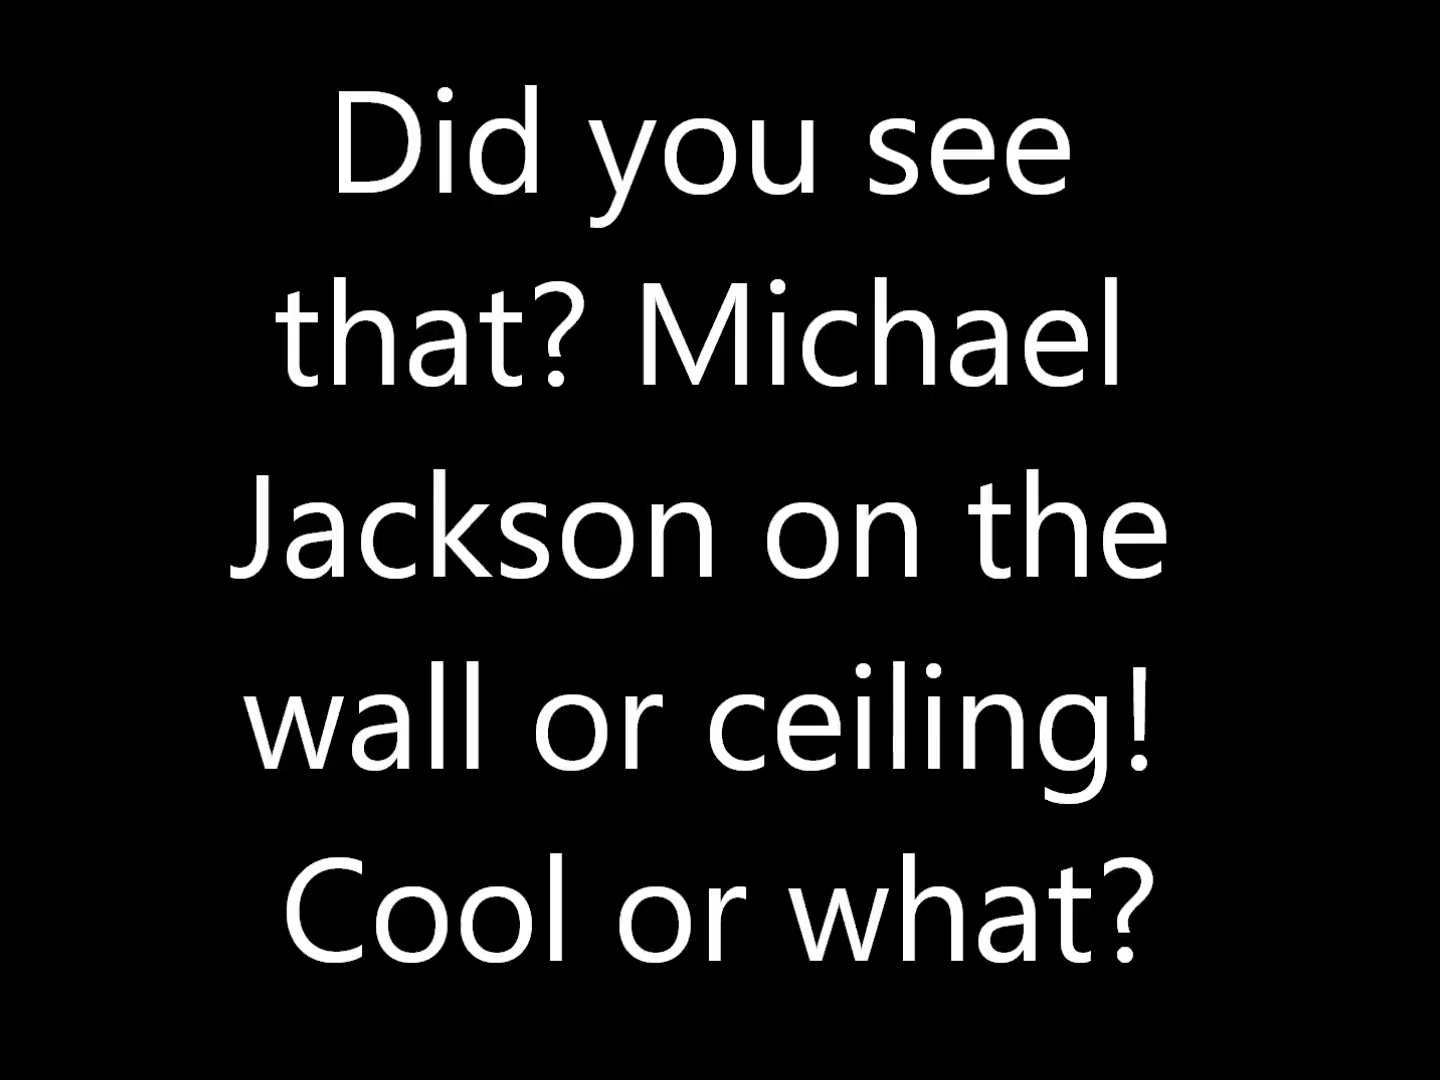 Did you see
that? Michael
Jackson on the
wall or ceiling!
Cool or what?